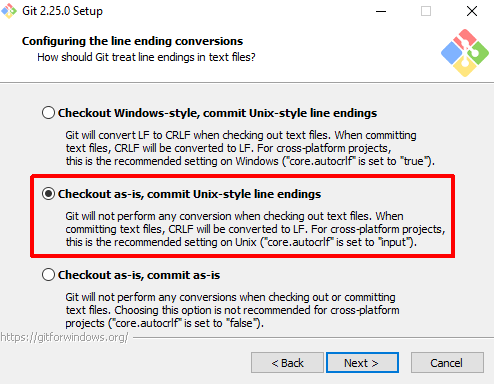 Git 2.25.0 Setup
Configuring the line ending conversions
How should Git treat line endings in text files?
Checkout Windows-style, commit Unix-style line endings
Git will convert LF to CRLF when checking out text files. When committing
text files, CRLF will be converted to LF. For cross-platform projects,
this is the recommended setting on Windows ("core.autocrlf" is set to "true").
Checkout as-is, commit Unix-style line endings
Git will not perform any conversion when checking out text files. When
committing text files, CRLF will be converted to LF. For cross-platform projects,
this is the recommended setting on Unix ("core.autocrlf" is set to "input").
Checkout as-is, commit as-is
Git will not perform any conversions when checking out or committing
text files. Choosing this option is not recommended for cross-platform
projects ("core.autocrlf" is set to "false").
https://gitforwindows.org/
< Back
Next >
Cancel